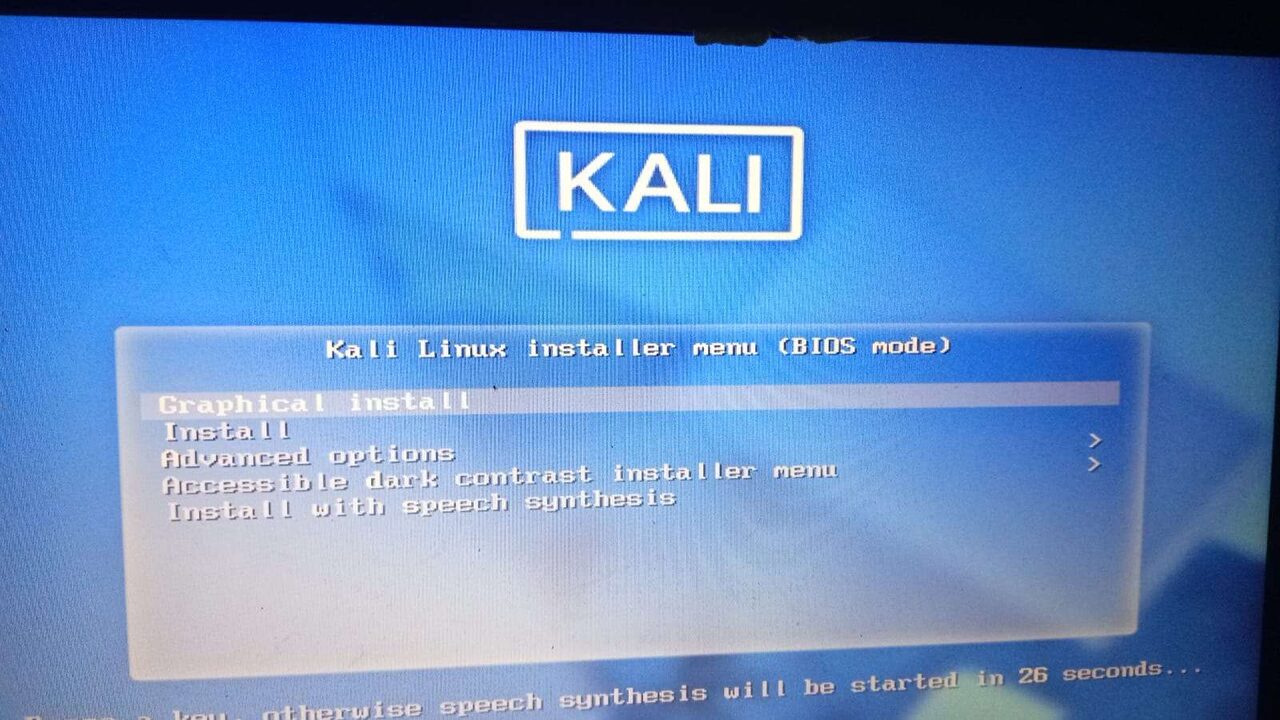 KALI
Kali Linux installer menu (BIOS mode)
Graphical install
Install
Advanced options >
Accessible dark contrast installer menu >
Install with speech synthesis
a key, otherwise speech synthesis will be started in 26 seconds...